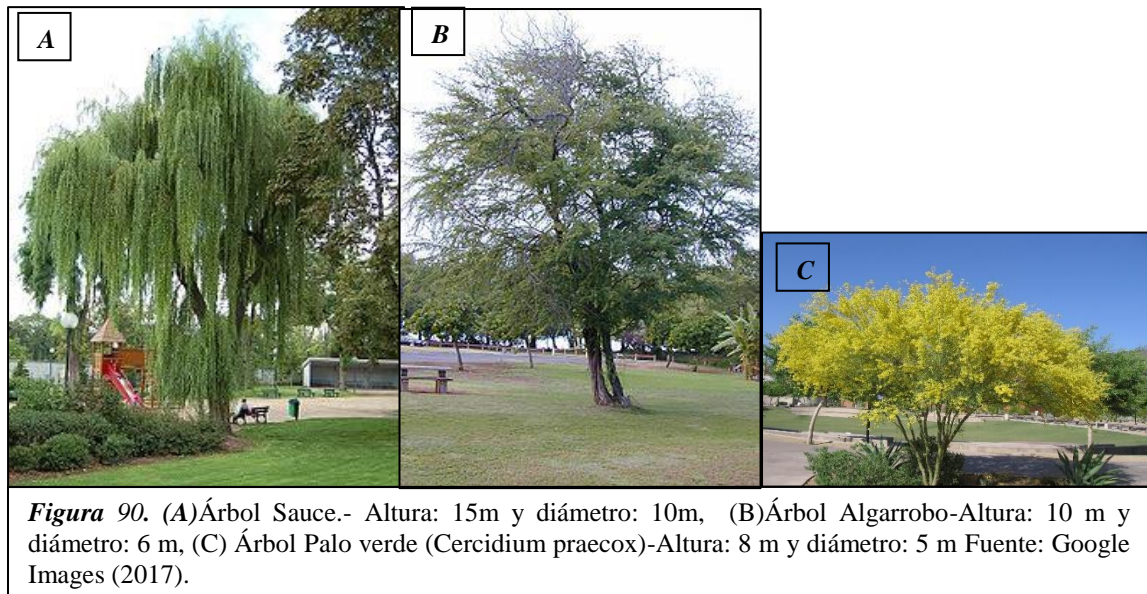 A
B
C
Figura 90. (A)Árbol Sauce.- Altura: 15m y diámetro: 10m, (B)Árbol Algarrobo-Altura: 10 m y
diámetro: 6 m, (C) Árbol Palo verde (Cercidium praecox)-Altura: 8 m y diámetro: 5 m Fuente: Google
Images (2017).